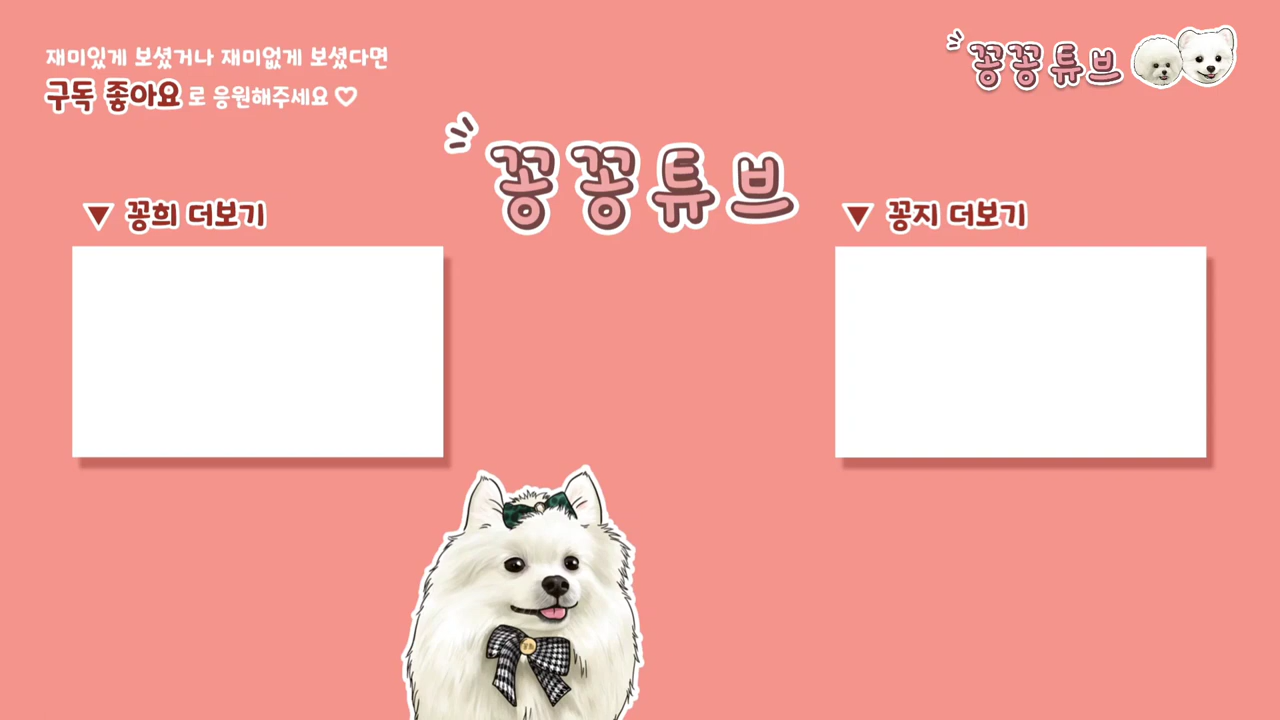 재미있게 보셨거나 재미없게 보셨다면
구독 좋아요 로 응원해주세요 ♡
꽁꽁튜브
꽁꽁튜브
▼ 꽁희 더보기
▼ 꽁지 더보기